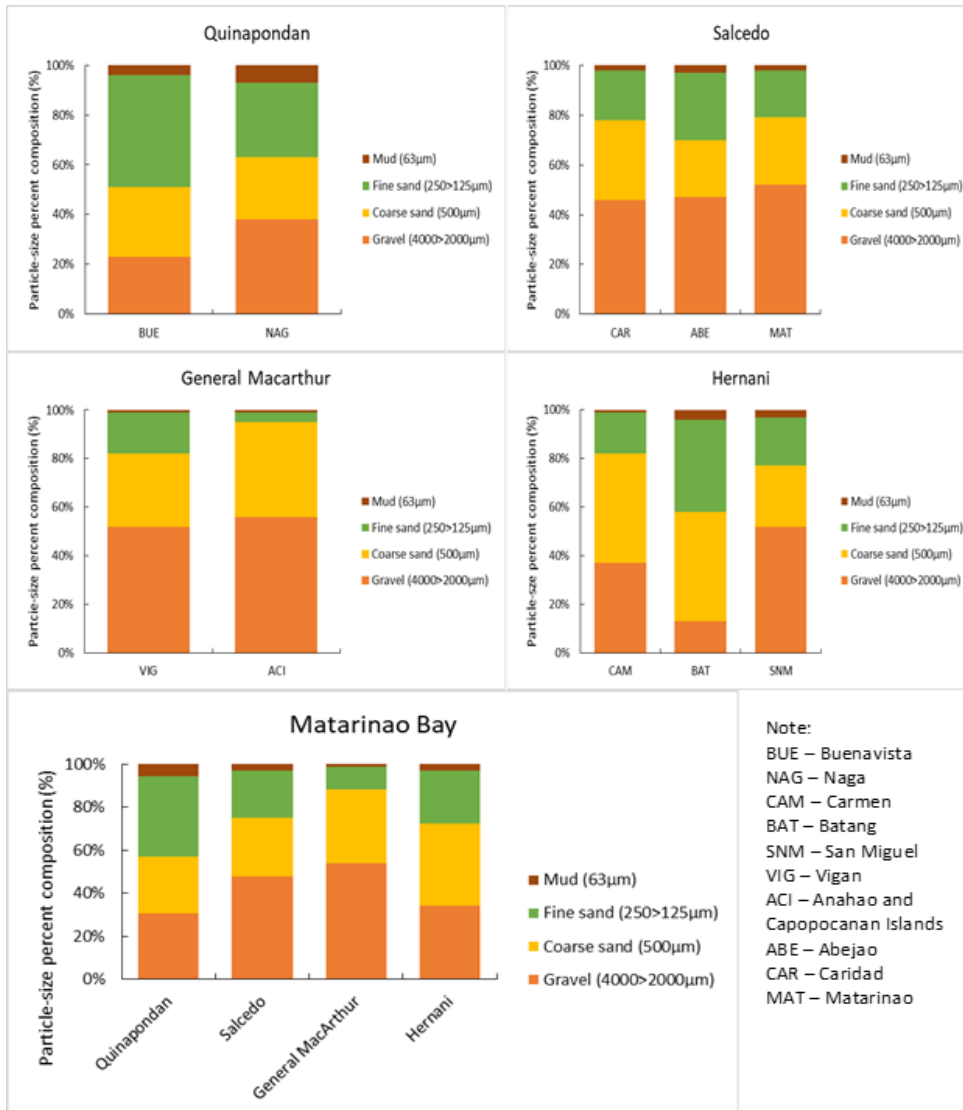 Quinapondan
Particle-size percent composition (%)
100%
80%
60%
40%
20%
0%
BUE
NAG
Mud (63µm)
Fine sand (250>125µm)
Coarse sand (500µm)
Gravel (4000>2000µm)
Salcedo
Particle-size percent composition (%)
100%
80%
60%
40%
20%
0%
CAR
ABE
MAT
Mud (63µm)
Fine sand (250>125µm)
Coarse sand (500µm)
Gravel (4000>2000µm)
General Macarthur
Partcie-size percent composition (%)
100%
80%
60%
40%
20%
0%
VIG
ACI
Mud (63µm)
Fine sand (250>125µm)
Coarse sand (500µm)
Gravel (4000>2000µm)
Hernani
Particle-size percent composition (%)
100%
80%
60%
40%
20%
0%
CAM
BAT
SNM
Mud (63µm)
Fine sand (250>125µm)
Coarse sand (500µm)
Gravel (4000>2000µm)
Matarinao Bay
Particle-size percent composition (%)
100%
80%
60%
40%
20%
0%
Quinapondan
Salcedo
General MacArthur
Hernani
Mud (63µm)
Fine sand (250>125µm)
Coarse sand (500µm)
Gravel (4000>2000µm)
Note:
BUE – Buenavista
NAG – Naga
CAM – Carmen
BAT – Batang
SNM – San Miguel
VIG – Vigan
ACI – Anahao and
Capopocanan Islands
ABE – Abejao
CAR – Caridad
MAT – Matarinao